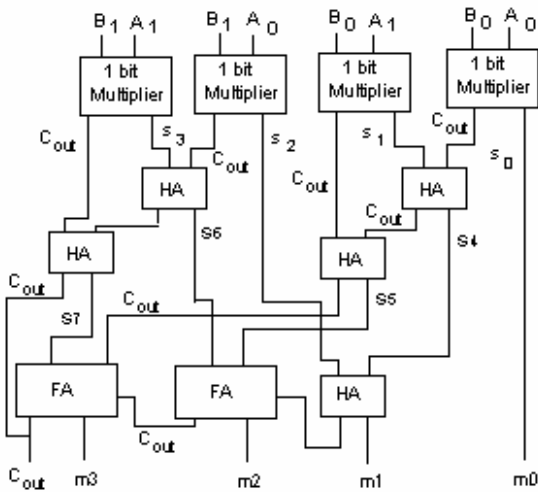 B1 A1 B1 A0 B0 A1 B0 A0
1 bit Multiplier
1 bit Multiplier
1 bit Multiplier
1 bit Multiplier
Cout s3 Cout s2 Cout s1 Cout s0
HA HA
Cout
HA S6 HA S4
Cout S7 Cout S5
FA FA HA
Cout
Cout m3 m2 m1 m0